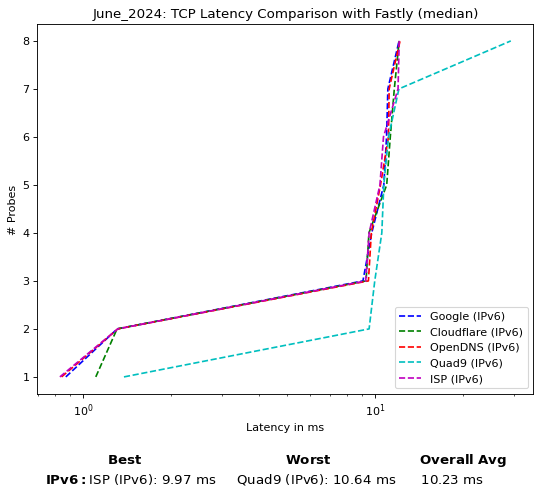 June_2024: TCP Latency Comparison with Fastly (median)
# Probes
8
7
6
5
4
3
2
1
Google (IPv6)
Cloudflare (IPv6)
OpenDNS (IPv6)
Quad9 (IPv6)
ISP (IPv6)
10⁰ 10¹
Latency in ms
Best Worst Overall Avg
IPv6: ISP (IPv6): 9.97 ms Quad9 (IPv6): 10.64 ms 10.23 ms